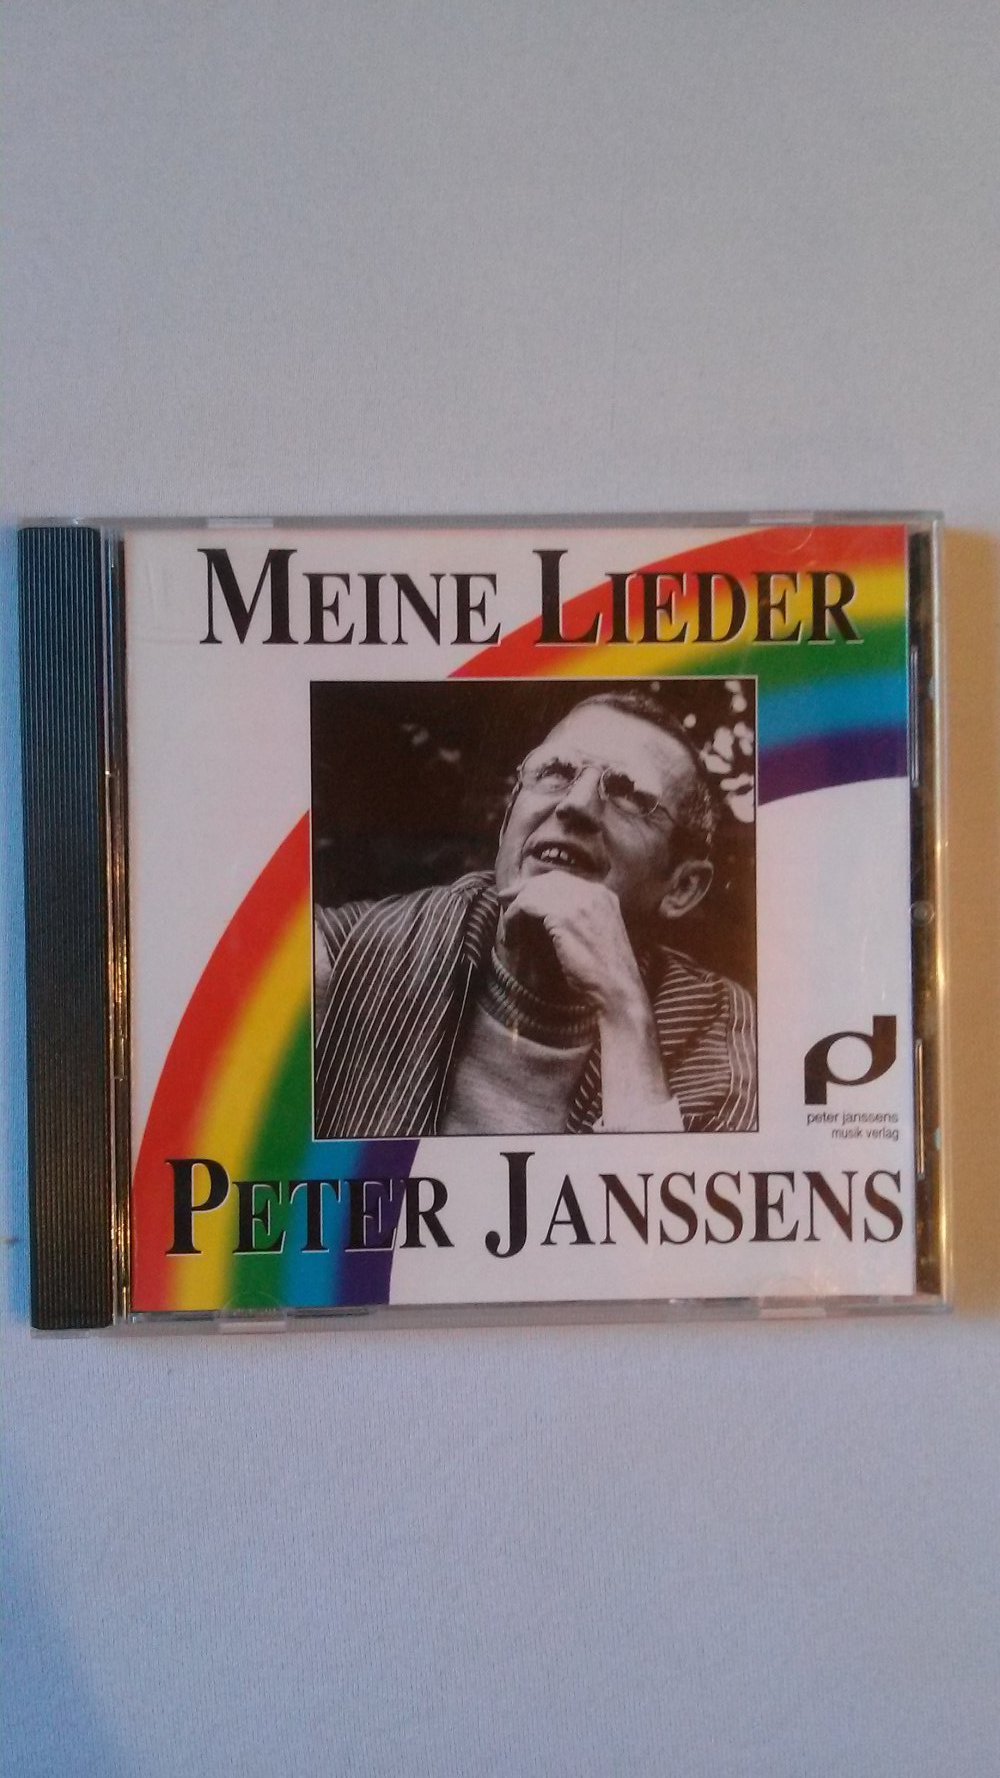 MEINE LIEDER
peter janssens
musik verlag
PETER JANSSENS